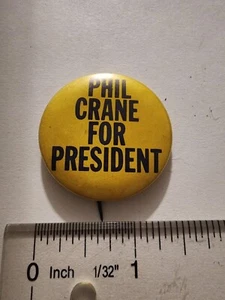 PHIL
CRANE
FOR
PRESIDENT
0 Inch 1/32" 1